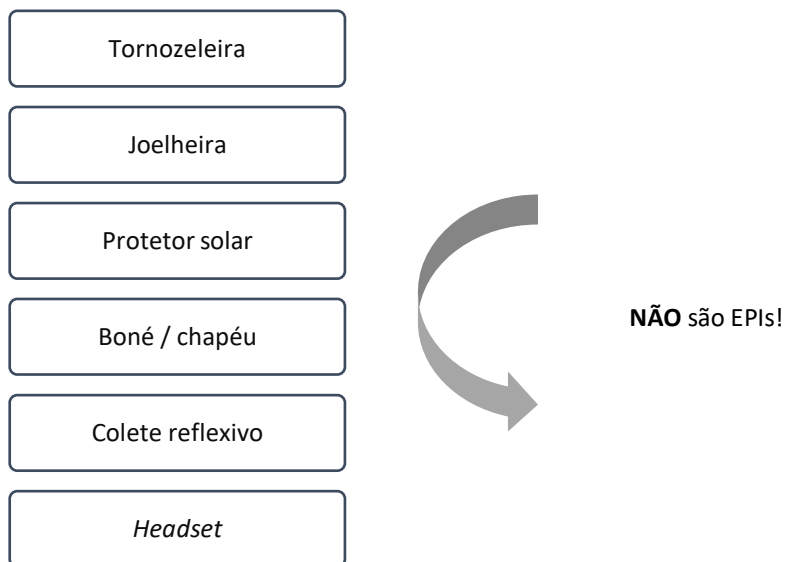 Tornozeleira
Joelheira
Protetor solar
Boné / chapéu
NÃO são EPIs!
Colete reflexivo
Headset